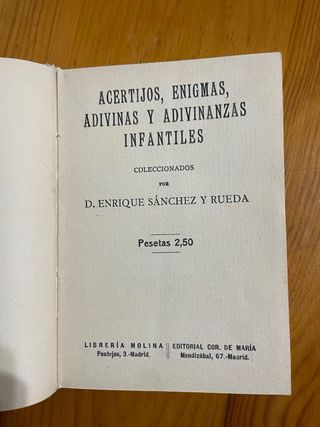 ACERTIJOS, ENIGMAS,
ADIVINAS Y ADIVINANZAS
INFANTILES
COLECCIONADOS
POR
D. ENRIQUE SÁNCHEZ Y RUEDA
Pesetas 2,50
LIBRERÍA MOLINA
Pontejos, 3.-Madrid.
EDITORIAL COR. DE MARÍA
Mendizábal, 67.-Madrid.